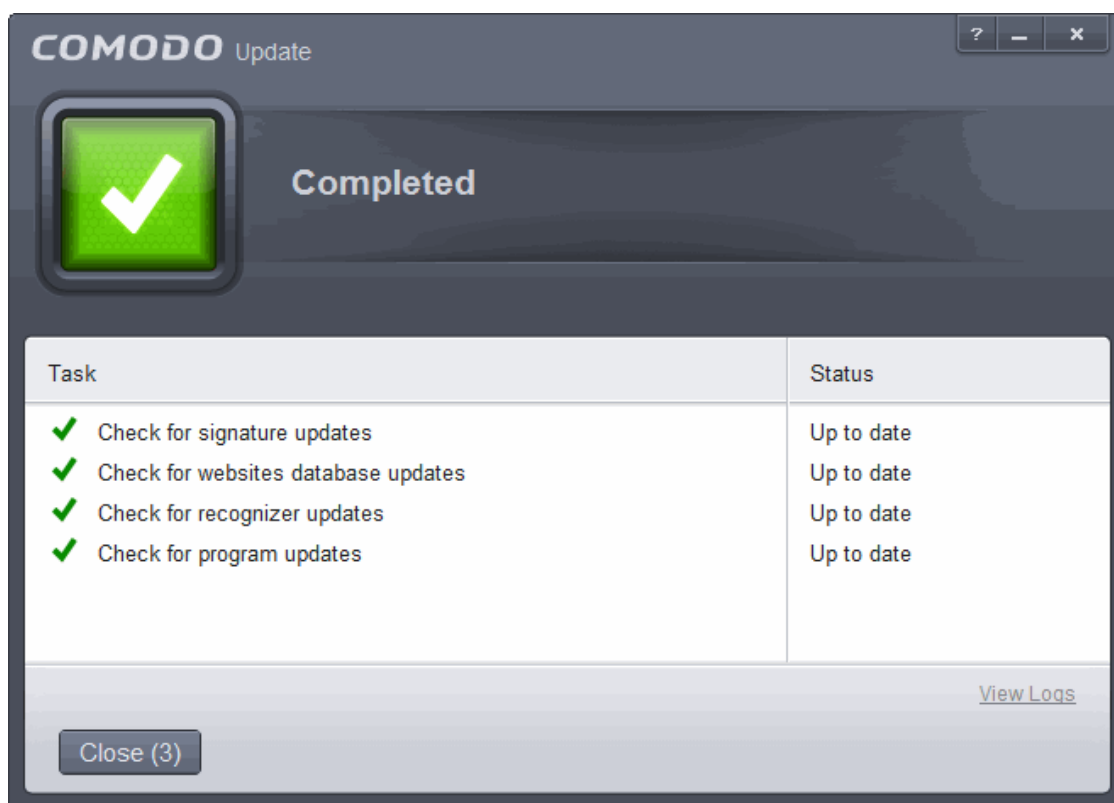 COMODO Update
? – ×
Completed
Task Status
Check for signature updates Up to date
Check for websites database updates Up to date
Check for recognizer updates Up to date
Check for program updates Up to date
View Logs
Close (3)